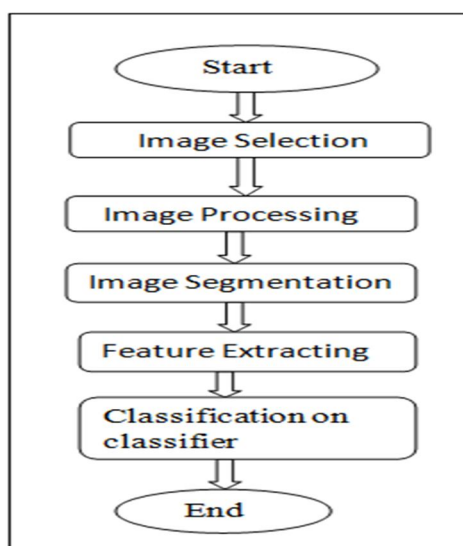 Start
Image Selection
Image Processing
Image Segmentation
Feature Extracting
Classification on
classifier
End